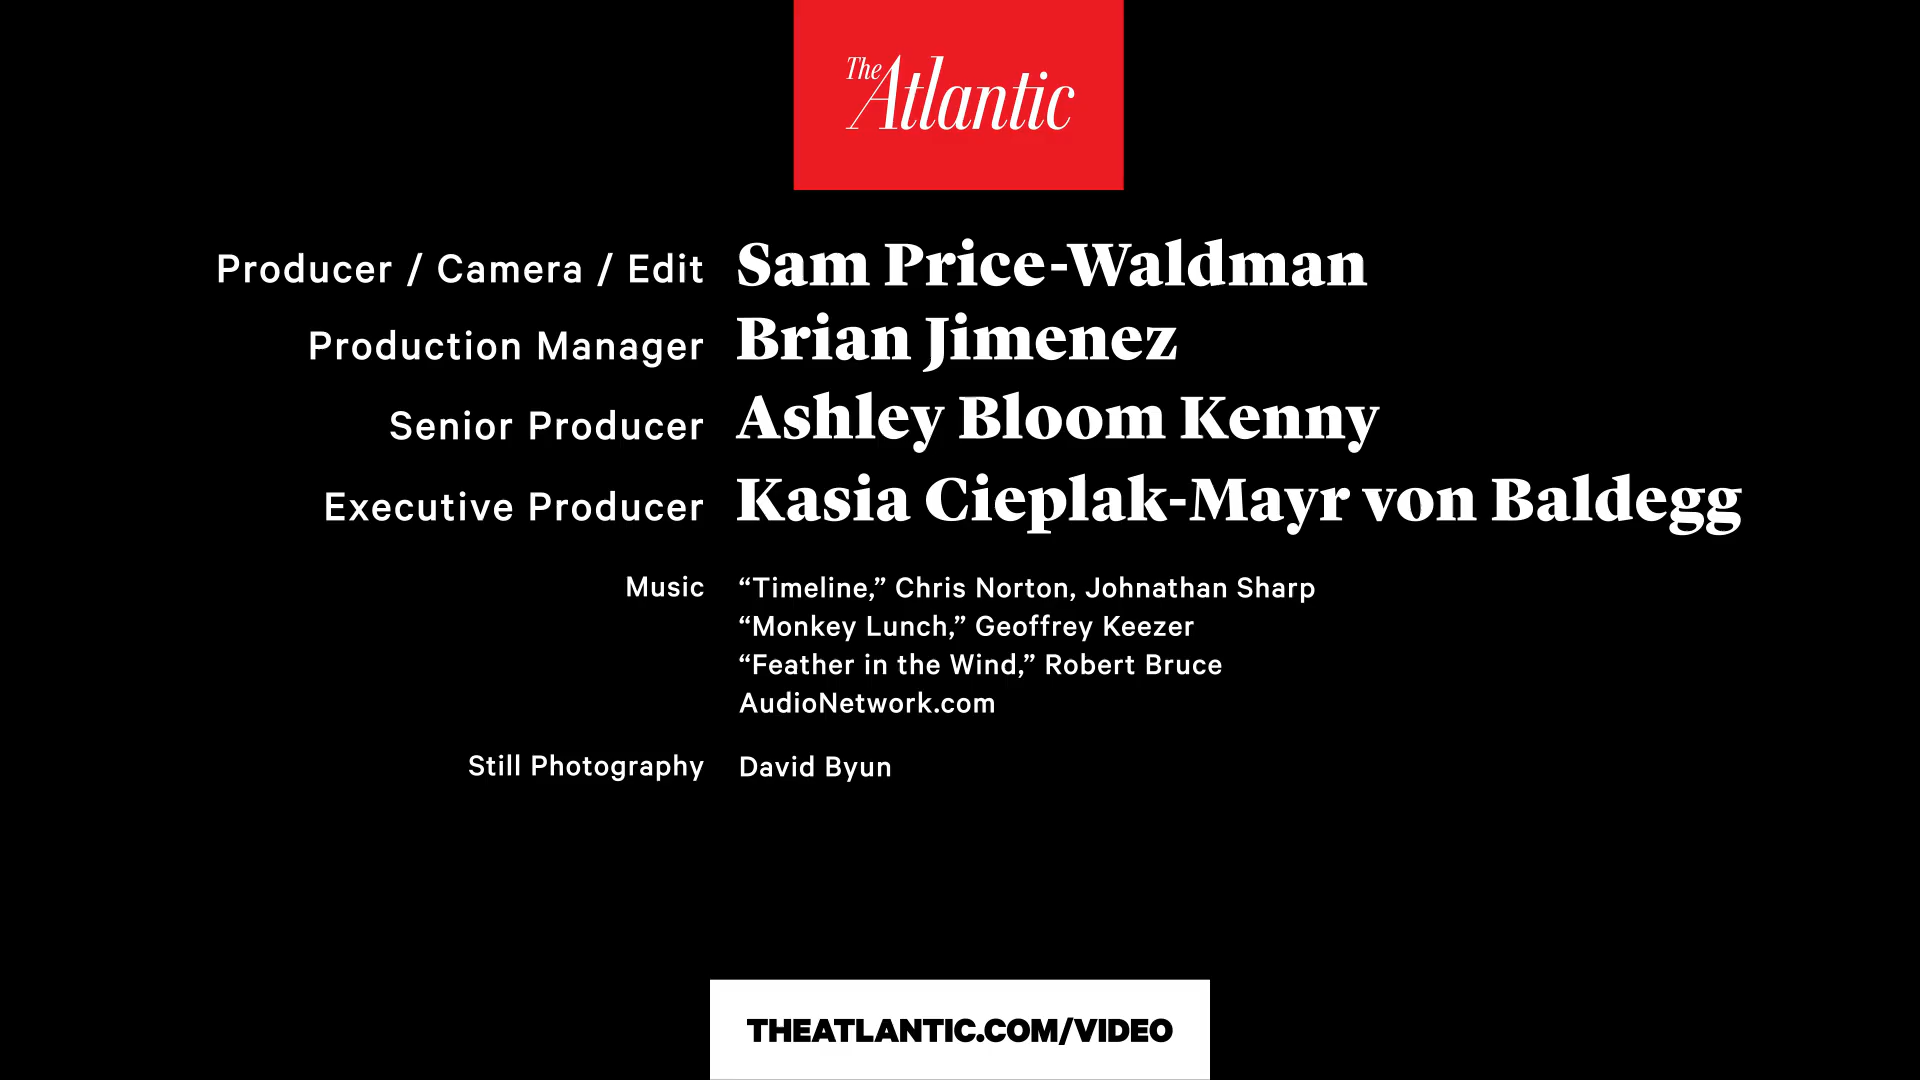 The Atlantic
Producer / Camera / Edit Sam Price-Waldman
Production Manager Brian Jimenez
Senior Producer Ashley Bloom Kenny
Executive Producer Kasia Cieplak-Mayr von Baldegg
Music “Timeline,” Chris Norton, Johnathan Sharp
“Monkey Lunch,” Geoffrey Keezer
“Feather in the Wind,” Robert Bruce
AudioNetwork.com
Still Photography David Byun
THEATLANTIC.COM/VIDEO